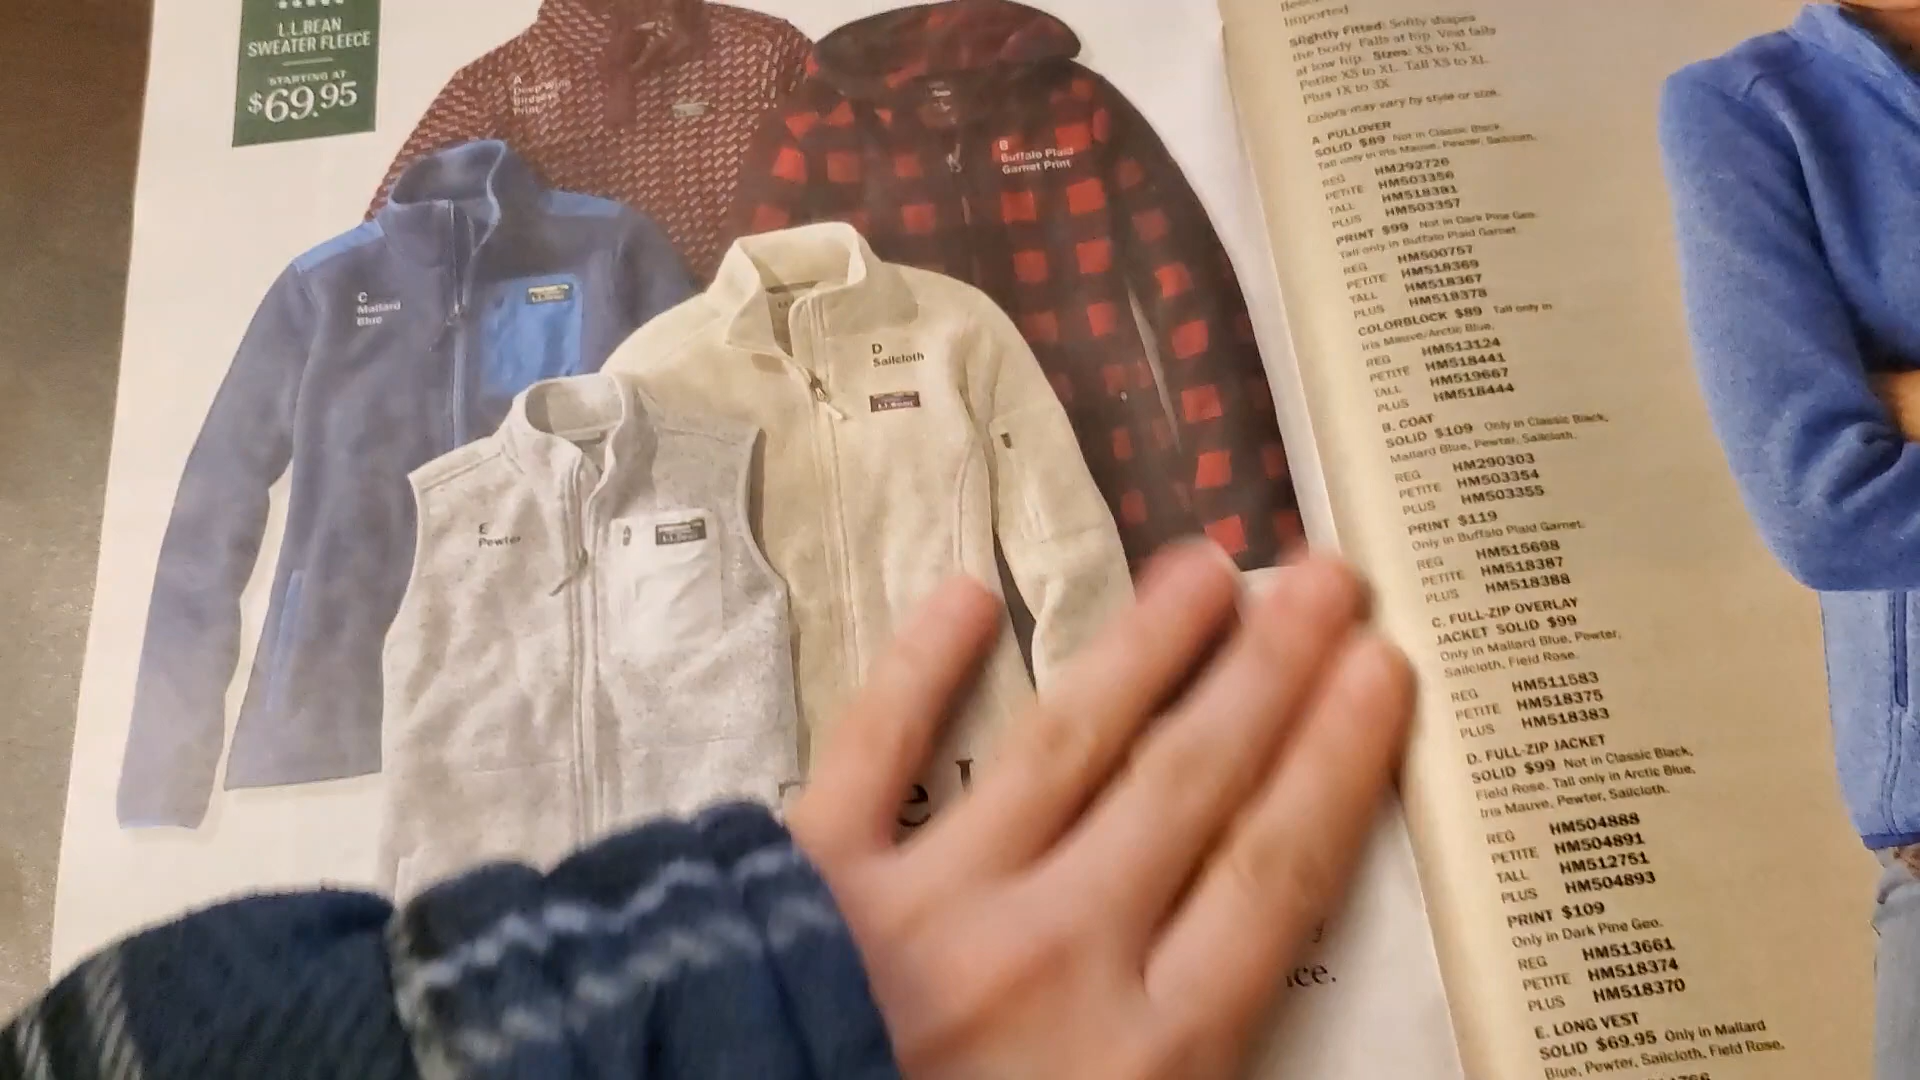 L.L.BEAN
SWEATER FLEECE
STARTING AT
$69.95
A
Deep Wine
Birdseye
Print
B
Buffalo Plaid
Garnet Print
C
Mallard
Blue
L.L.Bean
D
Sailcloth
L.L.Bean
E
Pewter
L.L.Bean
e
ice.
Imported.
Slightly Fitted: Softly shapes
the body. Falls at hip. Vest falls
at low hip. Sizes: XS to XL.
Petite XS to XL. Tall XS to XL.
Plus 1X to 3X.
Colors may vary by style or size.
A. PULLOVER
SOLID $89 Not in Classic Black.
Tall only in Iris Mauve, Pewter, Sailcloth.
REG HM292726
PETITE HM503356
TALL HM518381
PLUS HM503357
PRINT $99 Not in Dark Pine Geo.
Tall only in Buffalo Plaid Garnet.
REG HM500757
PETITE HM518369
TALL HM518367
PLUS HM518378
COLORBLOCK $89 Tall only in
Iris Mauve/Arctic Blue.
REG HM513124
PETITE HM518441
TALL HM519667
PLUS HM518444
B. COAT
SOLID $109 Only in Classic Black,
Mallard Blue, Pewter, Sailcloth.
REG HM290303
PETITE HM503354
PLUS HM503355
PRINT $119
Only in Buffalo Plaid Garnet.
REG HM515698
PETITE HM518387
PLUS HM518388
C. FULL-ZIP OVERLAY
JACKET SOLID $99
Only in Mallard Blue, Pewter,
Sailcloth, Field Rose.
REG HM511583
PETITE HM518375
PLUS HM518383
D. FULL-ZIP JACKET
SOLID $99 Not in Classic Black,
Field Rose. Tall only in Arctic Blue,
Iris Mauve, Pewter, Sailcloth.
REG HM504888
PETITE HM504891
TALL HM512751
PLUS HM504893
PRINT $109
Only in Dark Pine Geo.
REG HM513661
PETITE HM518374
PLUS HM518370
E. LONG VEST
SOLID $69.95 Only in Mallard
Blue, Pewter, Sailcloth, Field Rose.